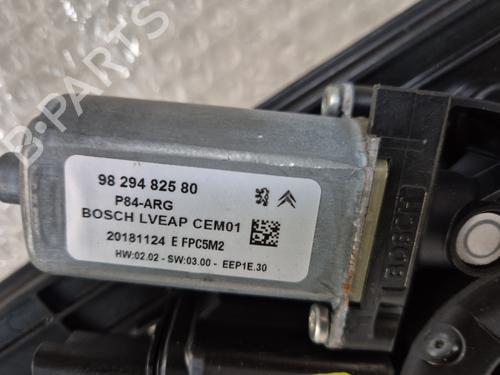 B-PARTS
98 294 825 80
P84-ARG
BOSCH LVEAP CEM01
20181124 E FPC5M2
HW:02.02 - SW:03.00 - EEP1E.30
BOSCH